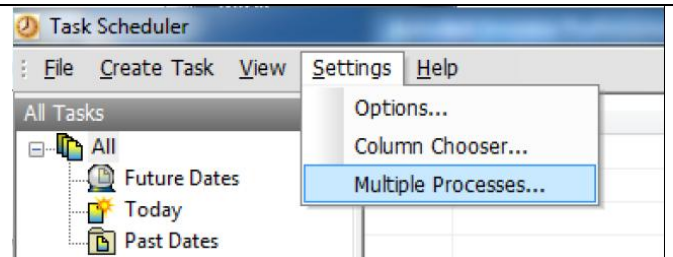 Task Scheduler
File Create Task View Settings Help
All Tasks
Options...
All
Column Chooser...
Future Dates
Multiple Processes...
Today
Past Dates